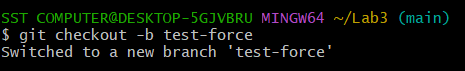 SST COMPUTER@DESKTOP-5GJVBRU MINGW64 ~/Lab3 (main)
$ git checkout -b test-force
Switched to a new branch 'test-force'